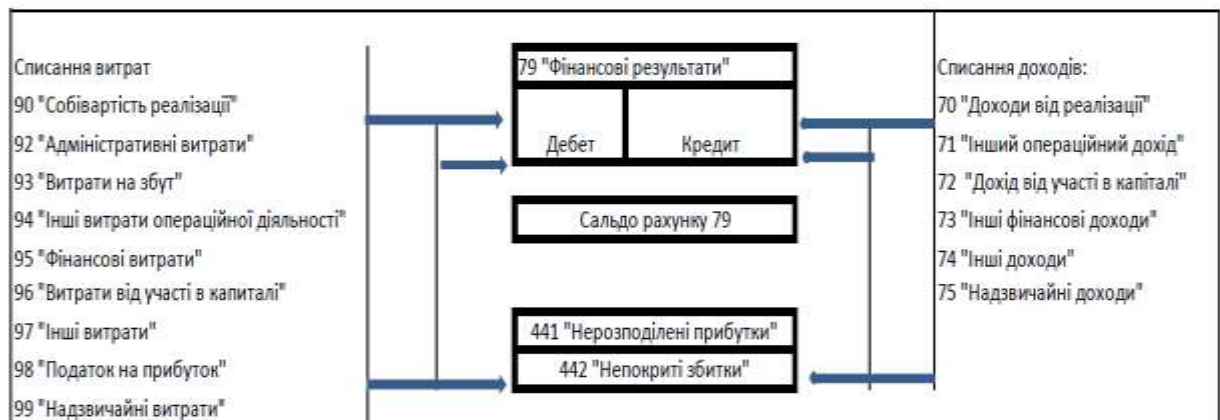 Списання витрат
90 "Собівартість реалізації"
92 "Адміністративні витрати"
93 "Витрати на збут"
94 "Інші витрати операційної діяльності"
95 "Фінансові витрати"
96 "Витрати від участі в капиталі"
97 "Інші витрати"
98 "Податок на прибуток"
99 "Надзвичайні витрати"
79 "Фінансові результати"
Дебет Кредит
Сальдо рахунку 79
441 "Нерозподілені прибутки"
442 "Непокриті збитки"
Списання доходів:
70 "Доходи від реалізації"
71 "Інший операційний дохід"
72 "Дохід від участі в капіталі"
73 "Інші фінансові доходи"
74 "Інші доходи"
75 "Надзвичайні доходи"